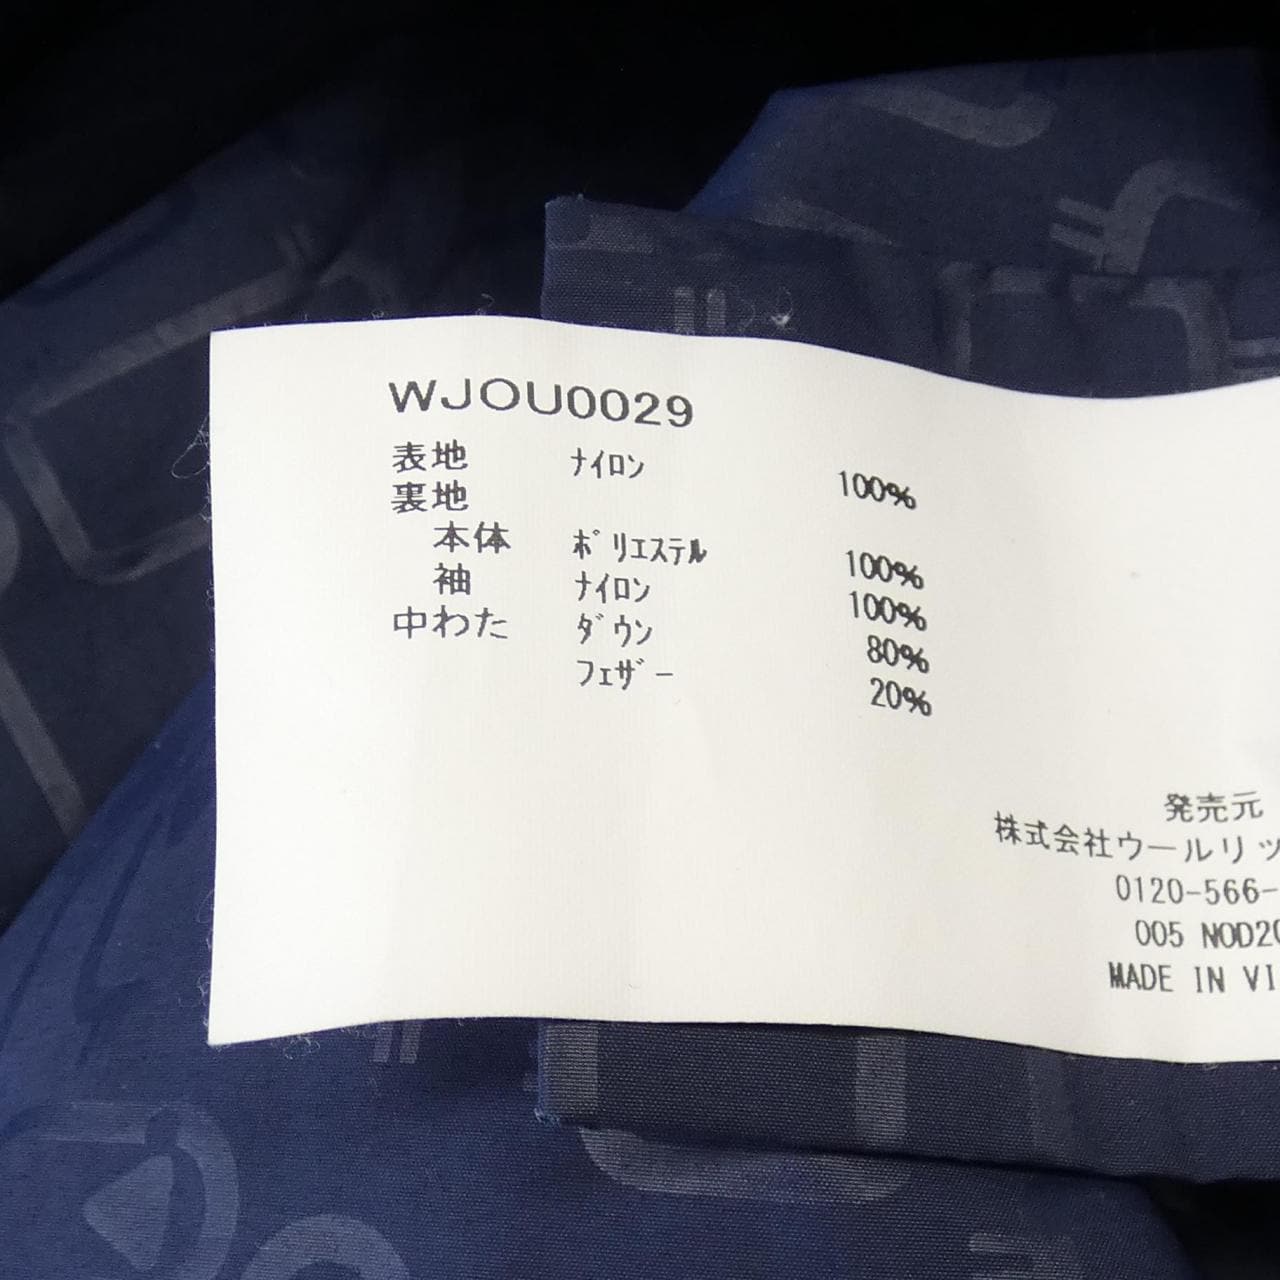 WJOU0029
表地 ナイロン 100%
裏地
本体 ポリエステル 100%
袖 ナイロン 100%
中わた ダウン 80%
フェザー 20%
発売元
株式会社ウールリッ
0120-566-
005 NOD20
MADE IN VI